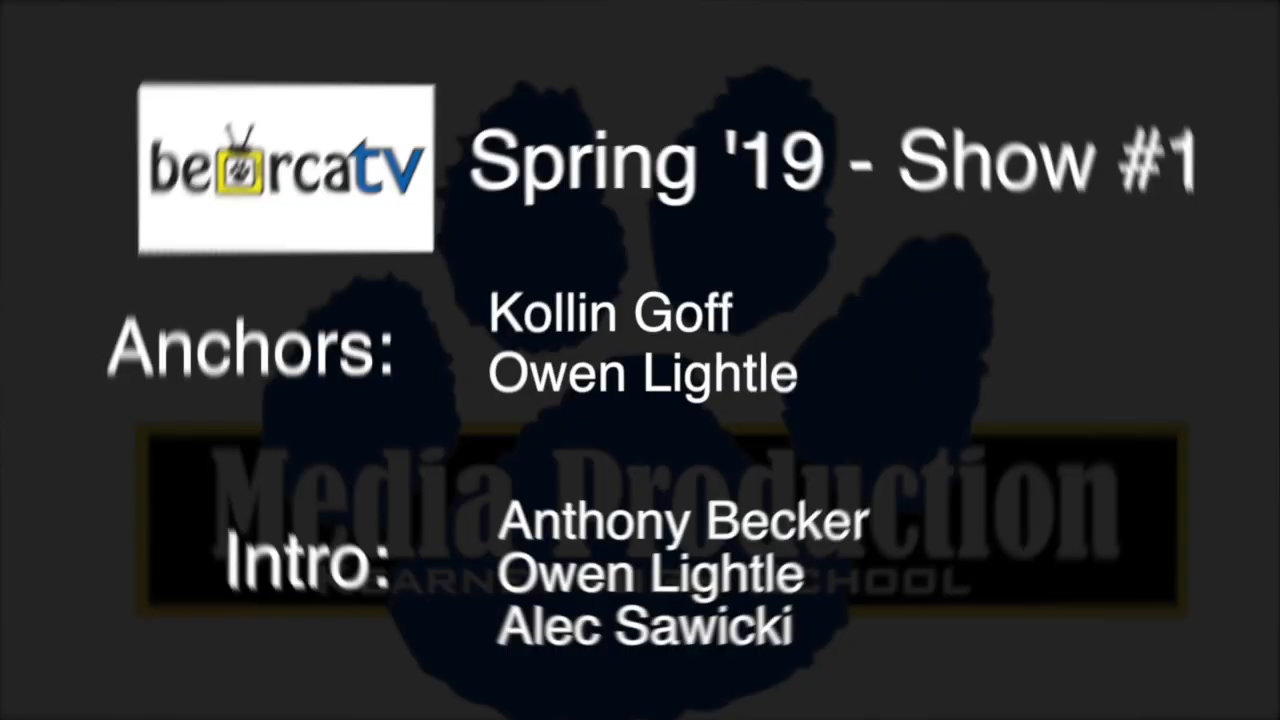 bearcatv
Spring '19 - Show #1
Anchors:
Kollin Goff
Owen Lightle
Media Production
Intro:
Anthony Becker
Owen Lightle
Alec Sawicki
SCHOOL